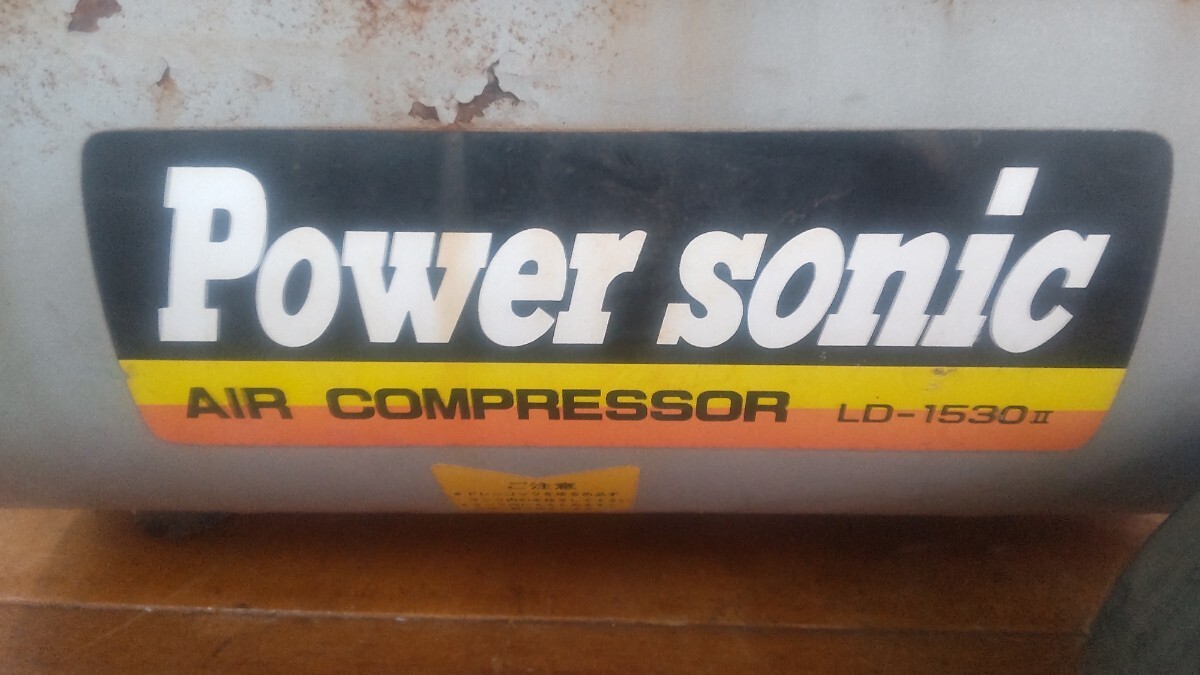 Power sonic
AIR COMPRESSOR LD-1530II
ご注意